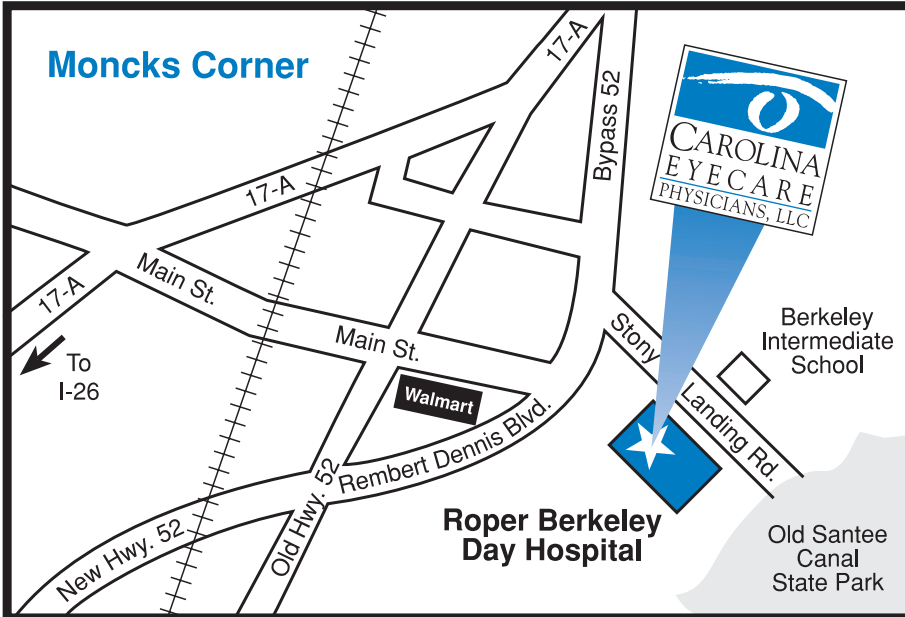 Moncks Corner
17-A
Bypass 52
CAROLINA
EYECARE
PHYSICIANS, LLC
17-A
17-A
Main St.
Main St.
To
I-26
Walmart
Stony
Landing Rd.
Berkeley
Intermediate
School
Rembert Dennis Blvd.
Old Hwy. 52
New Hwy. 52
Roper Berkeley
Day Hospital
Old Santee
Canal
State Park